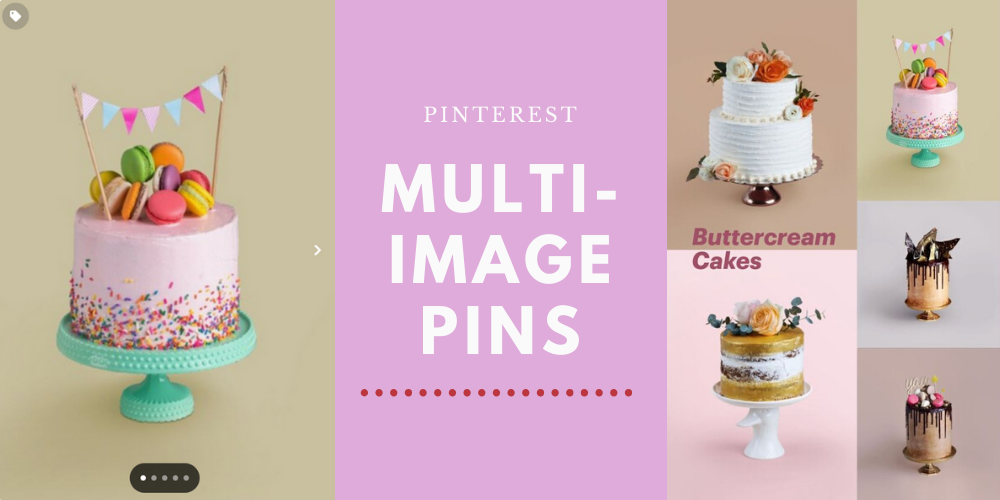 PINTEREST
MULTI-
IMAGE
PINS
Buttercream
Cakes